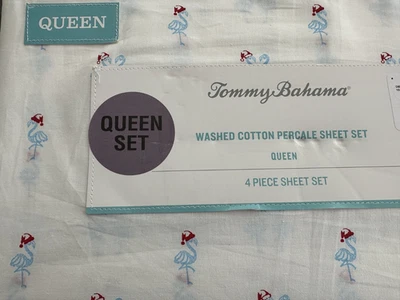 QUEEN
Tommy Bahama®
QUEEN
SET
WASHED COTTON PERCALE SHEET SET
QUEEN
4 PIECE SHEET SET